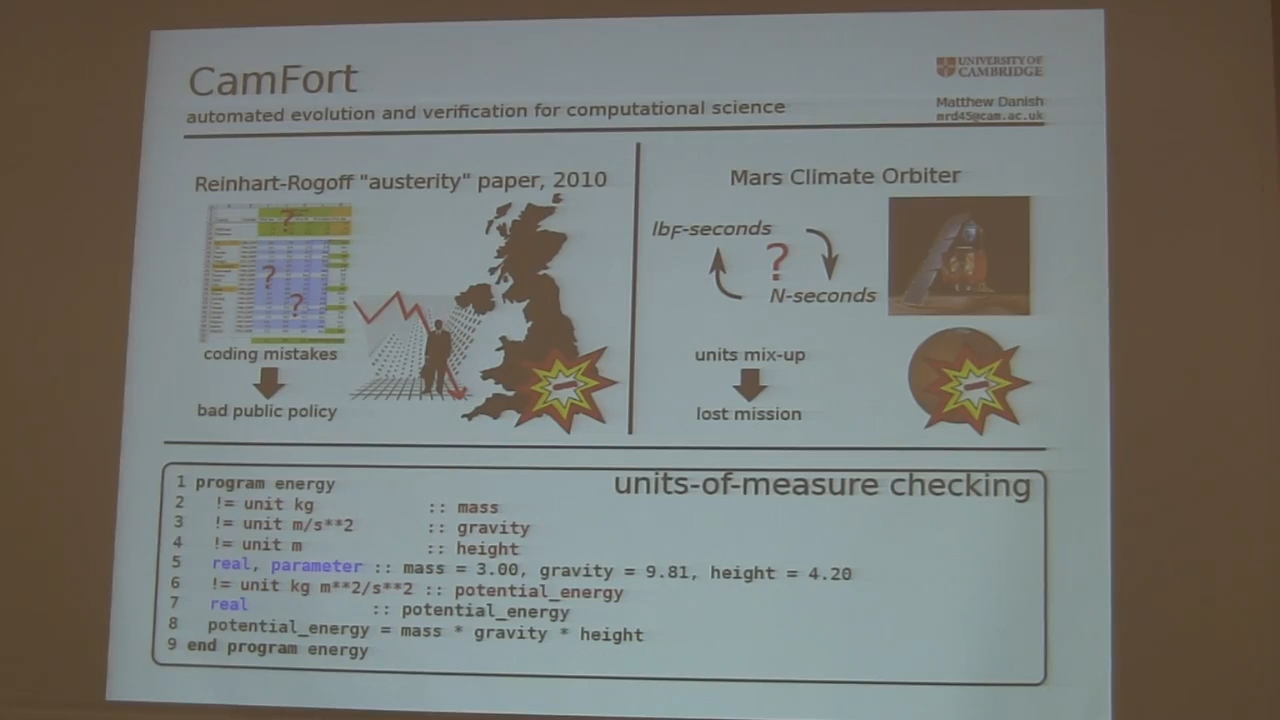 CamFort
automated evolution and verification for computational science
UNIVERSITY OF
CAMBRIDGE
Matthew Danish
mrd45@cam.ac.uk
Reinhart-Rogoff "austerity" paper, 2010
?
?
?
coding mistakes
bad public policy
Mars Climate Orbiter
lbF-seconds
?
N-seconds
units mix-up
lost mission
units-of-measure checking
1 program energy
2 != unit kg :: mass
3 != unit m/s**2 :: gravity
4 != unit m :: height
5 real, parameter :: mass = 3.00, gravity = 9.81, height = 4.20
6 != unit kg m**2/s**2 :: potential_energy
7 real :: potential_energy
8 potential_energy = mass * gravity * height
9 end program energy